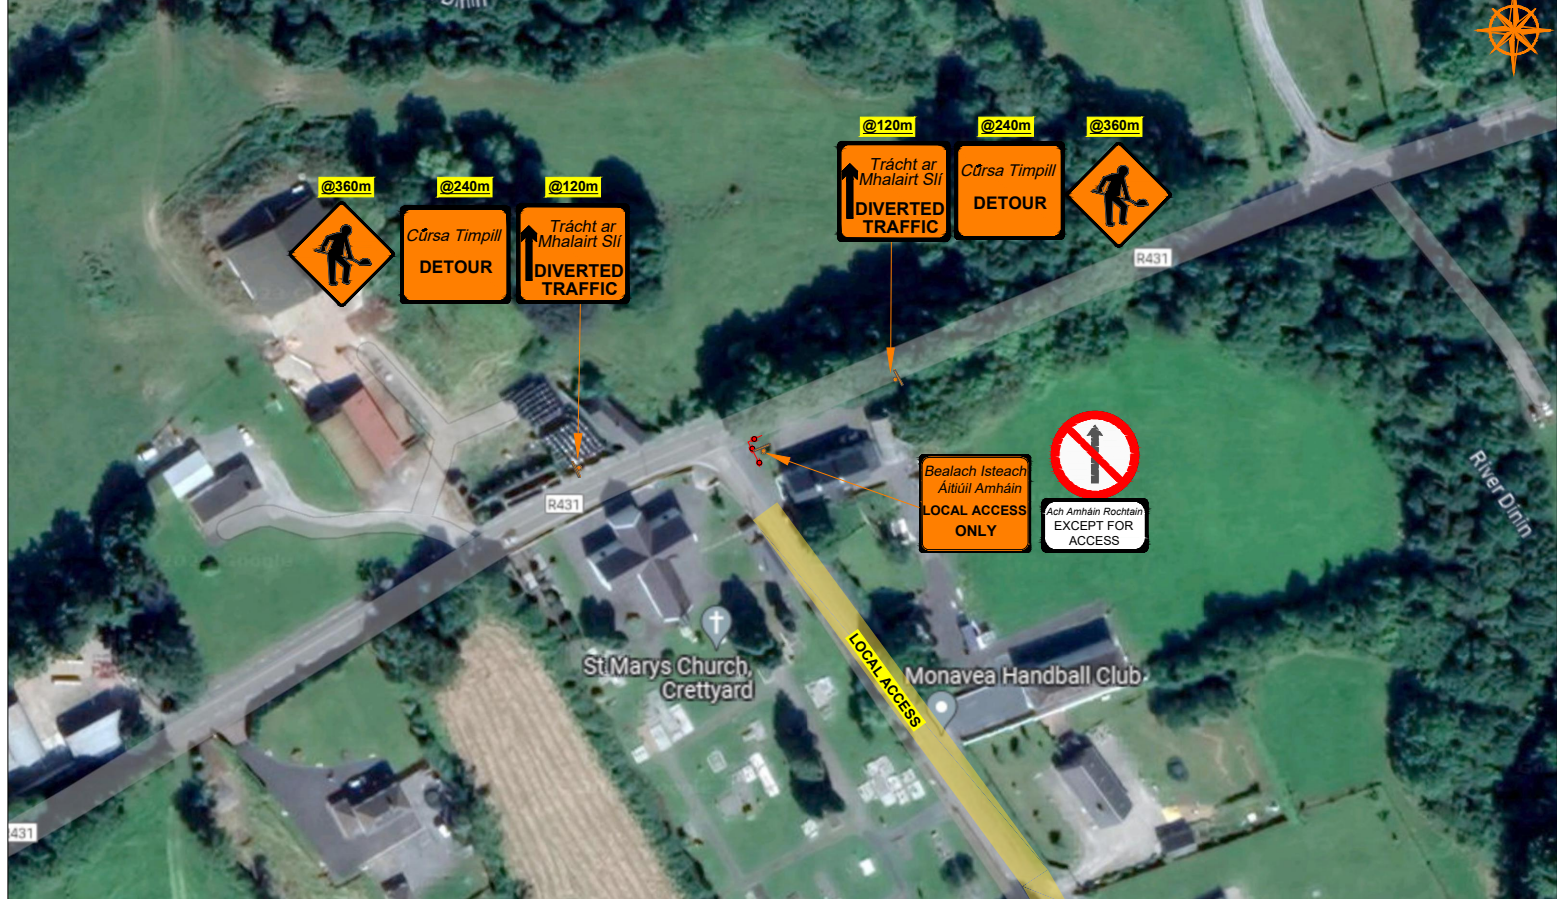 @120m
@240m
@360m
Trácht ar
Mhalairt Slí
DIVERTED
TRAFFIC
Cúrsa Timpill
DETOUR
@360m
@240m
@120m
Cúrsa Timpill
DETOUR
Trácht ar
Mhalairt Slí
DIVERTED
TRAFFIC
R431
R431
Bealach Isteach
Áitiúil Amháin
LOCAL ACCESS
ONLY
Ach Amháin Rochtain
EXCEPT FOR
ACCESS
River Dinin
St Marys Church,
Crettyard
LOCAL ACCESS
Monavea Handball Club
431